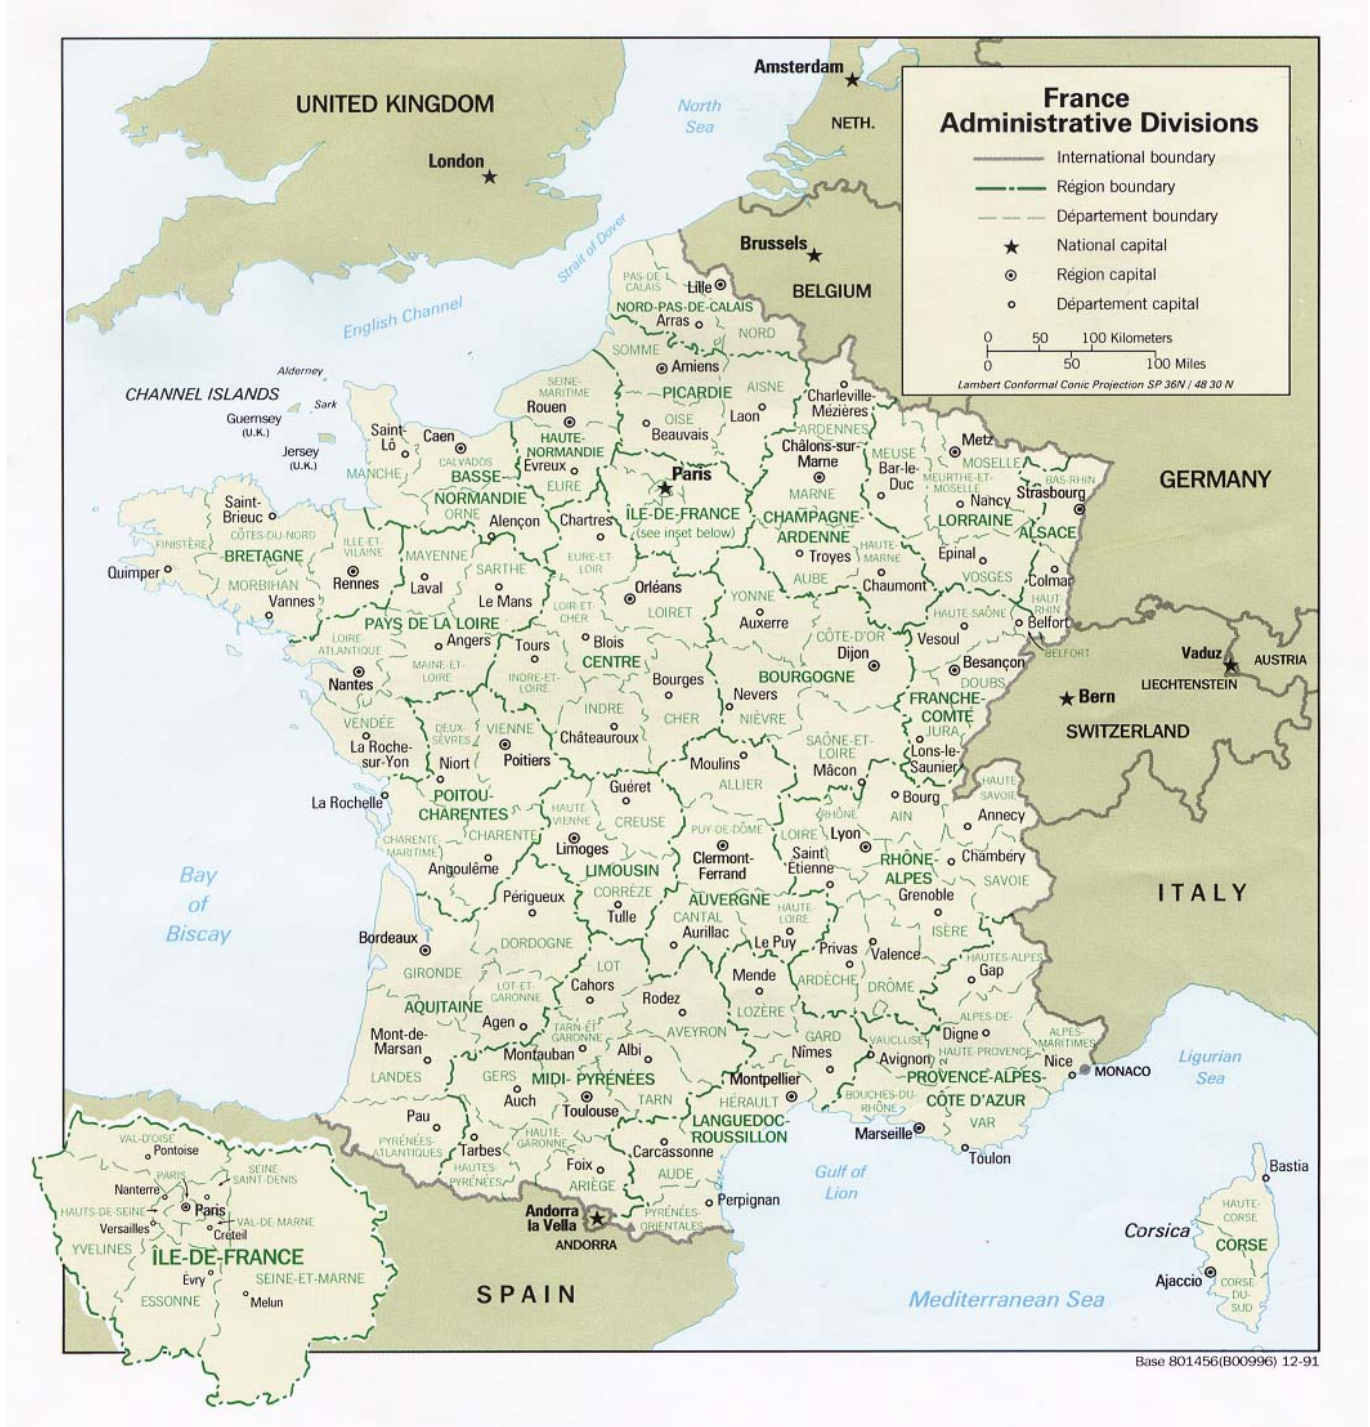 Amsterdam
UNITED KINGDOM
North
Sea
NETH.
London
France
Administrative Divisions
International boundary
Région boundary
Département boundary
National capital
Région capital
Département capital
0 50 100 Kilometers
0 50 100 Miles
Lambert Conformal Conic Projection SP 36N / 48 30 N
Strait of Dover
Brussels
BELGIUM
English Channel
PAS-DE-
CALAIS
Lille
NORD-PAS-DE-CALAIS
Arras
NORD
SOMME
Amiens
PICARDIE
AISNE
OISE
Laon
Beauvais
Alderney
CHANNEL ISLANDS
Sark
Guernsey
(U.K.)
Jersey
(U.K.)
SEINE-
MARITIME
Rouen
HAUTE-
NORMANDIE
Evreux
EURE
Saint-
Lô
Caen
CALVADOS
MANCHE
BASSE-
NORMANDIE
ORNE
Alençon
Charleville-
Mézières
ARDENNES
Châlons-sur-
Marne
MARNE
CHAMPAGNE-
ARDENNE
Troyes
HAUTE-
MARNE
AUBE
Chaumont
MEUSE
Bar-le-
Duc
Metz
MOSELLE
MEURTHE-ET-
MOSELLE
Nancy
LORRAINE
Epinal
VOSGES
BAS-RHIN
Strasbourg
ALSACE
Colmar
HAUT-
RHIN
Belfort
BELFORT
GERMANY
Paris
ÎLE-DE-FRANCE
(see inset below)
Saint-
Brieuc
CÔTES-DU-NORD
FINISTÈRE
BRETAGNE
Quimper
MORBIHAN
Vannes
ILLE-ET-
VILAINE
Rennes
MAYENNE
Laval
SARTHE
Le Mans
PAYS DE LA LOIRE
LOIRE-
ATLANTIQUE
Angers
MAINE-ET-
LOIRE
Nantes
VENDÉE
La Roche-
sur-Yon
Chartres
EURE-ET-
LOIR
Orléans
LOIRET
LOIR-ET-
CHER
Blois
Tours
CENTRE
INDRE-ET-
LOIRE
Bourges
INDRE
CHER
Châteauroux
YONNE
Auxerre
CÔTE-D'OR
Dijon
BOURGOGNE
Nevers
NIÈVRE
SAÔNE-ET-
LOIRE
Mâcon
HAUTE-SAÔNE
Vesoul
Besançon
DOUBS
FRANCHE-
COMTÉ
JURA
Lons-le-
Saunier
Vaduz
AUSTRIA
LIECHTENSTEIN
Bern
SWITZERLAND
DEUX-
SÈVRES
VIENNE
Niort
Poitiers
La Rochelle
POITOU-
CHARENTES
CHARENTE-
MARITIME
CHARENTE
Angoulême
Guéret
HAUTE
VIENNE
CREUSE
Limoges
LIMOUSIN
CORRÈZE
Tulle
Moulins
ALLIER
PUY-DE-DÔME
Clermont-
Ferrand
AUVERGNE
CANTAL
Aurillac
HAUTE
LOIRE
Le Puy
Bourg
AIN
HAUTE
SAVOIE
Annecy
RHÔNE
LOIRE
Lyon
Saint
Étienne
RHÔNE-
ALPES
Chambéry
SAVOIE
Grenoble
ISÈRE
Privas
Valence
ARDÈCHE
DRÔME
ITALY
Bay
of
Biscay
Périgueux
DORDOGNE
Bordeaux
GIRONDE
LOT-ET-
GARONNE
AQUITAINE
Agen
Mont-de-
Marsan
LANDES
Pau
PYRÉNÉES-
ATLANTIQUES
LOT
Cahors
Rodez
AVEYRON
TARN-ET-
GARONNE
Montauban
Albi
GERS
MIDI- PYRÉNÉES
Auch
Toulouse
TARN
HAUTE-
GARONNE
Tarbes
HAUTES-
PYRÉNÉES
Foix
ARIÈGE
Mende
LOZÈRE
GARD
Nîmes
Montpellier
HÉRAULT
LANGUEDOC-
ROUSSILLON
Carcassonne
AUDE
Perpignan
PYRÉNÉES-
ORIENTALES
HAUTES-ALPES
Gap
ALPES-DE-
Digne
HAUTE-PROVENCE
ALPES-
MARITIMES
Nice
MONACO
VAUCLUSE
Avignon
PROVENCE-ALPES-
CÔTE D'AZUR
BOUCHES-DU-
RHÔNE
VAR
Marseille
Toulon
Ligurian
Sea
Gulf of
Lion
Andorra
la Vella
ANDORRA
SPAIN
Mediterranean Sea
Bastia
HAUTE-
CORSE
Corsica
CORSE
Ajaccio
CORSE
DU-
SUD
VAL-D'OISE
Pontoise
PARIS
SEINE-
SAINT-DENIS
Nanterre
HAUTS-DE-SEINE
Paris
VAL-DE-MARNE
Versailles
Créteil
YVELINES
ÎLE-DE-FRANCE
Évry
SEINE-ET-MARNE
ESSONNE
Melun
Base 801456(B00996) 12-91